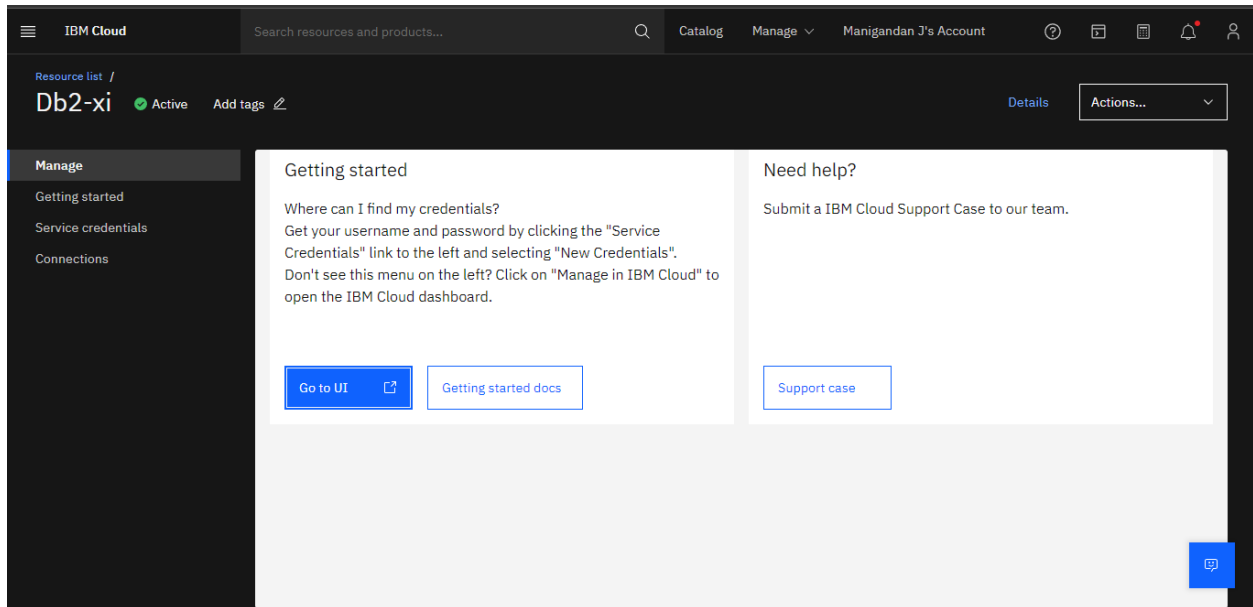 IBM Cloud
Search resources and products...
Catalog
Manage
Manigandan J's Account
Resource list /
Db2-xi
Active
Add tags
Details
Actions...
Manage
Getting started
Service credentials
Connections
Getting started
Where can I find my credentials?
Get your username and password by clicking the "Service
Credentials" link to the left and selecting "New Credentials".
Don't see this menu on the left? Click on "Manage in IBM Cloud" to
open the IBM Cloud dashboard.
Go to UI
Getting started docs
Need help?
Submit a IBM Cloud Support Case to our team.
Support case